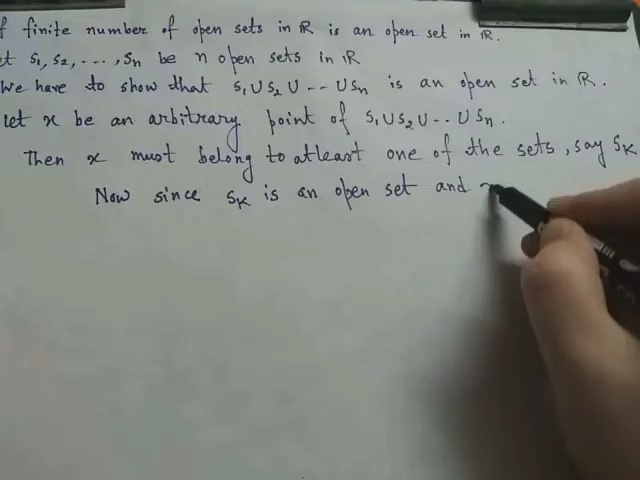 f finite number of open sets in ℝ is an open set in ℝ.
et S1, S2, ..., Sn be n open sets in ℝ
We have to show that S1 U S2 U -- U Sn is an open set in ℝ.
Let x be an arbitrary point of S1 U S2 U -.. U Sn.
Then x must belong to atleast one of the sets, say SK
Now since SK is an open set and